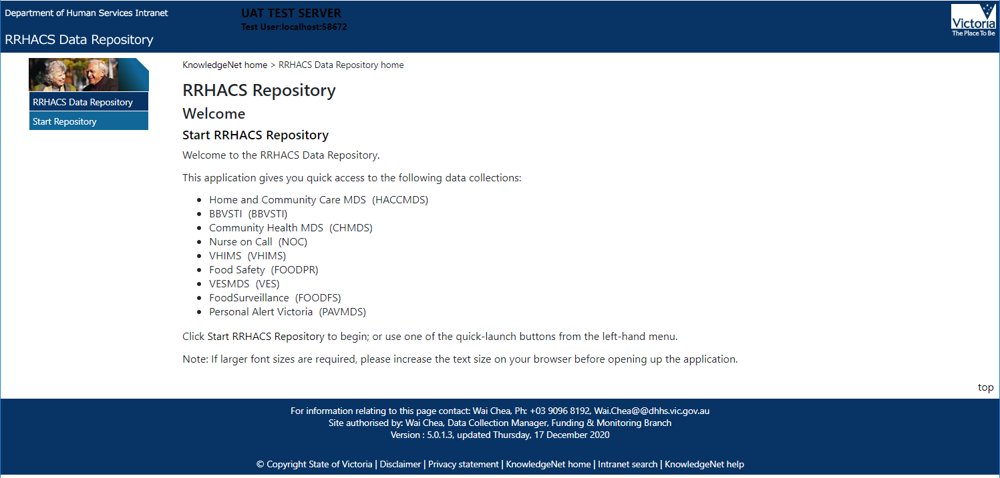 Department of Human Services Intranet
RRHACS Data Repository
UAT TEST SERVER
Test User:localhost:58672
Victoria
The Place To Be
RRHACS Data Repository
Start Repository
KnowledgeNet home > RRHACS Data Repository home
RRHACS Repository
Welcome
Start RRHACS Repository
Welcome to the RRHACS Data Repository.
This application gives you quick access to the following data collections:
• Home and Community Care MDS (HACCMDS)
• BBVSTI (BBVSTI)
• Community Health MDS (CHMDS)
• Nurse on Call (NOC)
• VHIMS (VHIMS)
• Food Safety (FOODPR)
• VESMDS (VES)
• FoodSurveillance (FOODFS)
• Personal Alert Victoria (PAVMDS)
Click Start RRHACS Repository to begin; or use one of the quick-launch buttons from the left-hand menu.
Note: If larger font sizes are required, please increase the text size on your browser before opening up the application.
top
For information relating to this page contact: Wai Chea, Ph: +03 9096 8192, Wai.Chea@@dhhs.vic.gov.au
Site authorised by: Wai Chea, Data Collection Manager, Funding & Monitoring Branch
Version : 5.0.1.3, updated Thursday, 17 December 2020
© Copyright State of Victoria | Disclaimer | Privacy statement | KnowledgeNet home | Intranet search | KnowledgeNet help